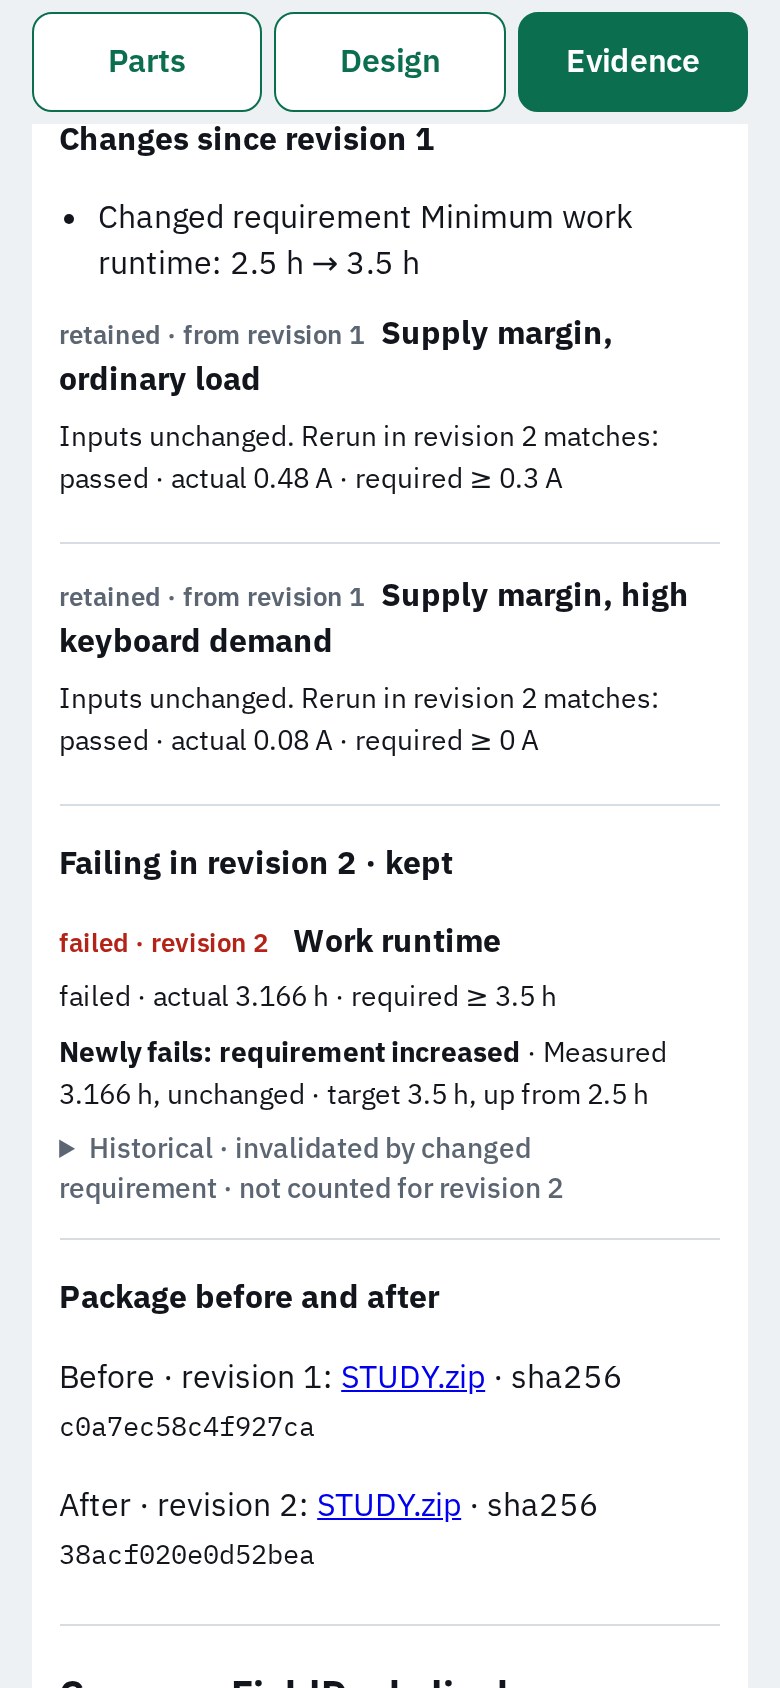 Parts
Design
Evidence
Changes since revision 1
• Changed requirement Minimum work
runtime: 2.5 h → 3.5 h
retained · from revision 1 Supply margin,
ordinary load
Inputs unchanged. Rerun in revision 2 matches:
passed · actual 0.48 A · required ≥ 0.3 A
retained · from revision 1 Supply margin, high
keyboard demand
Inputs unchanged. Rerun in revision 2 matches:
passed · actual 0.08 A · required ≥ 0 A
Failing in revision 2 · kept
failed · revision 2 Work runtime
failed · actual 3.166 h · required ≥ 3.5 h
Newly fails: requirement increased · Measured
3.166 h, unchanged · target 3.5 h, up from 2.5 h
▶ Historical · invalidated by changed
requirement · not counted for revision 2
Package before and after
Before · revision 1: STUDY.zip · sha256
c0a7ec58c4f927ca
After · revision 2: STUDY.zip · sha256
38acf020e0d52bea